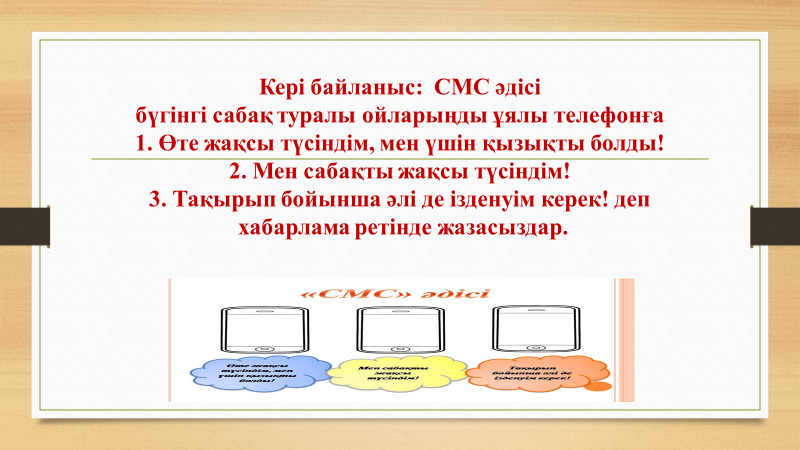 Кері байланыс: СМС әдісі
бүгінгі сабақ туралы ойларыңды ұялы телефонға
1. Өте жақсы түсіндім, мен үшін қызықты болды!
2. Мен сабақты жақсы түсіндім!
3. Тақырып бойынша әлі де ізденуім керек! деп
хабарлама ретінде жазасыздар.
«СМС» әдісі
Өте жақсы
түсіндім, мен
үшін қызықты
болды!
Мен сабақты
жақсы
түсіндім!
Тақырып
бойынша әлі де
ізденуім керек!